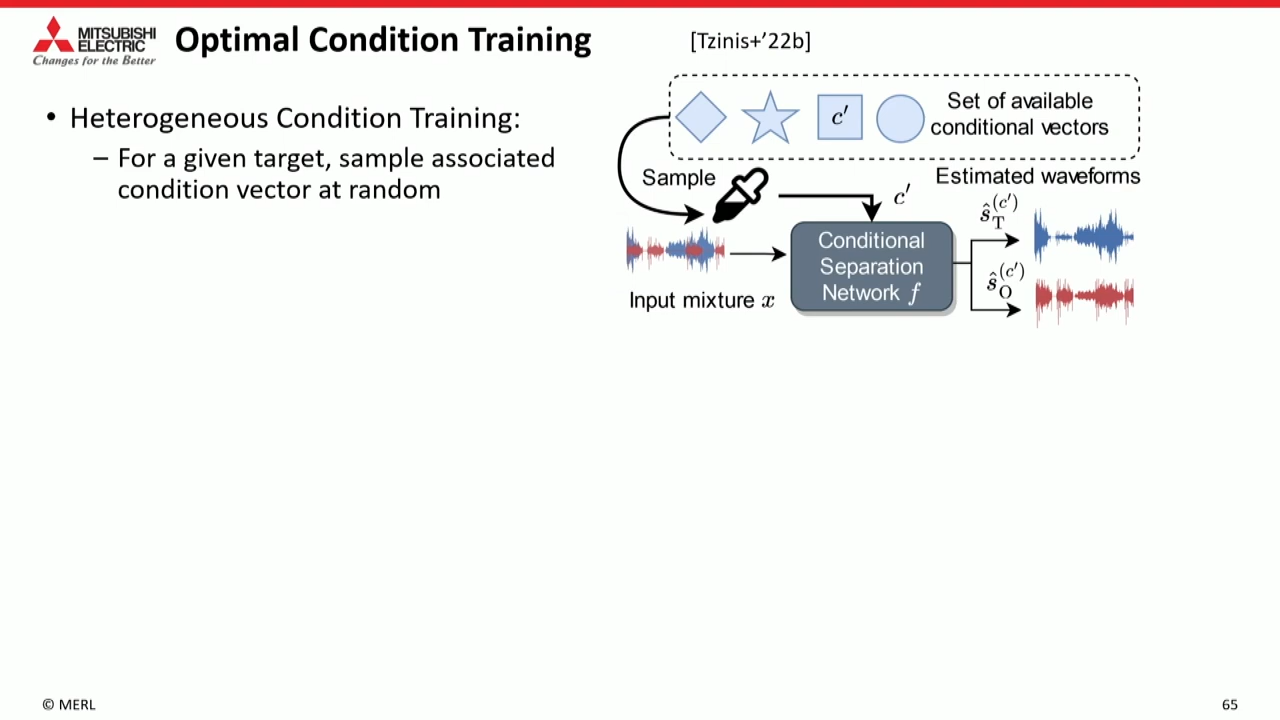 MITSUBISHI
ELECTRIC
Changes for the Better
Optimal Condition Training
[Tzinis+’22b]
• Heterogeneous Condition Training:
– For a given target, sample associated
condition vector at random
c′
Set of available
conditional vectors
Sample
c′
Estimated waveforms
Conditional
Separation
Network f
ŝ_T^(c′)
ŝ_O^(c′)
Input mixture x
© MERL
65